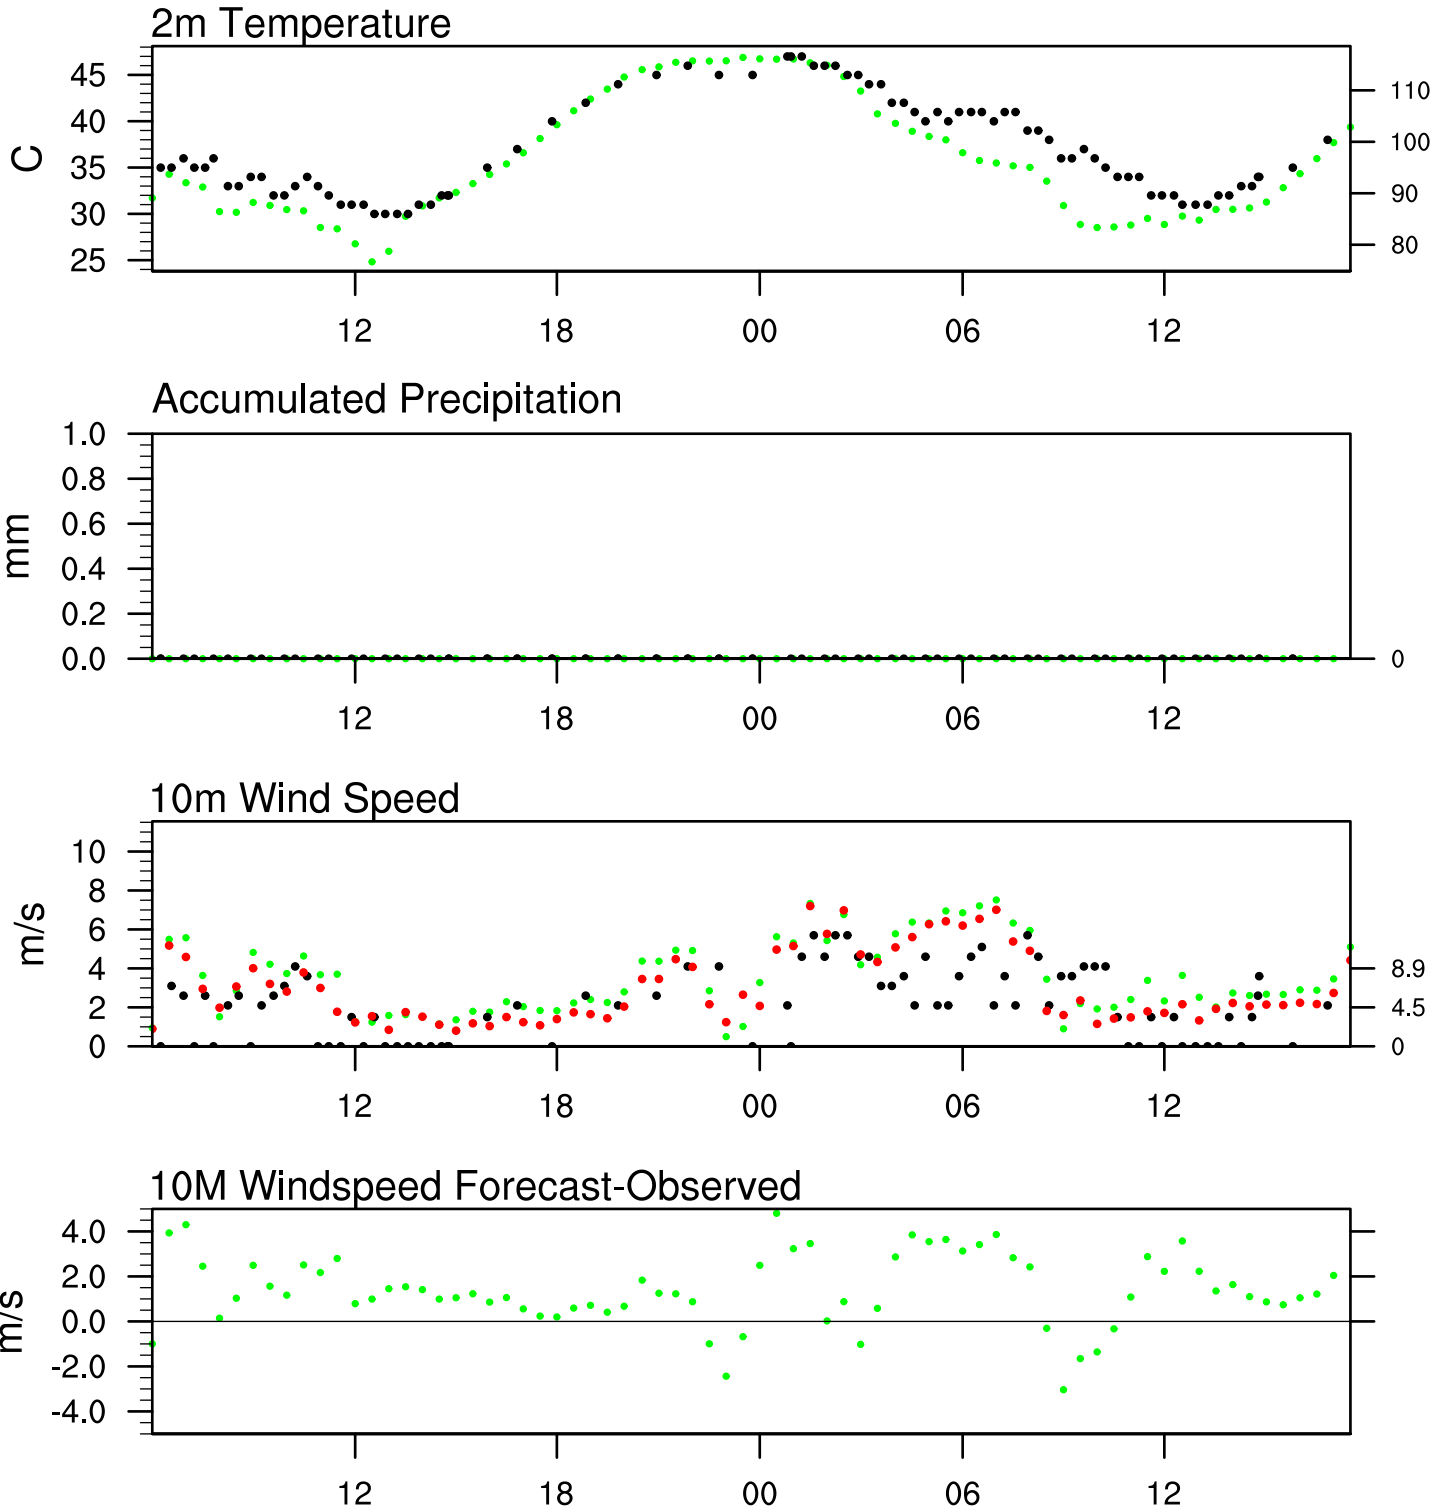 2m Temperature
45
40
35
30
25
C
110
100
90
80
12 18 00 06 12
Accumulated Precipitation
1.0
0.8
0.6
0.4
0.2
0.0
mm
0
12 18 00 06 12
10m Wind Speed
10
8
6
4
2
0
m/s
8.9
4.5
0
12 18 00 06 12
10M Windspeed Forecast-Observed
4.0
2.0
0.0
-2.0
-4.0
m/s
12 18 00 06 12